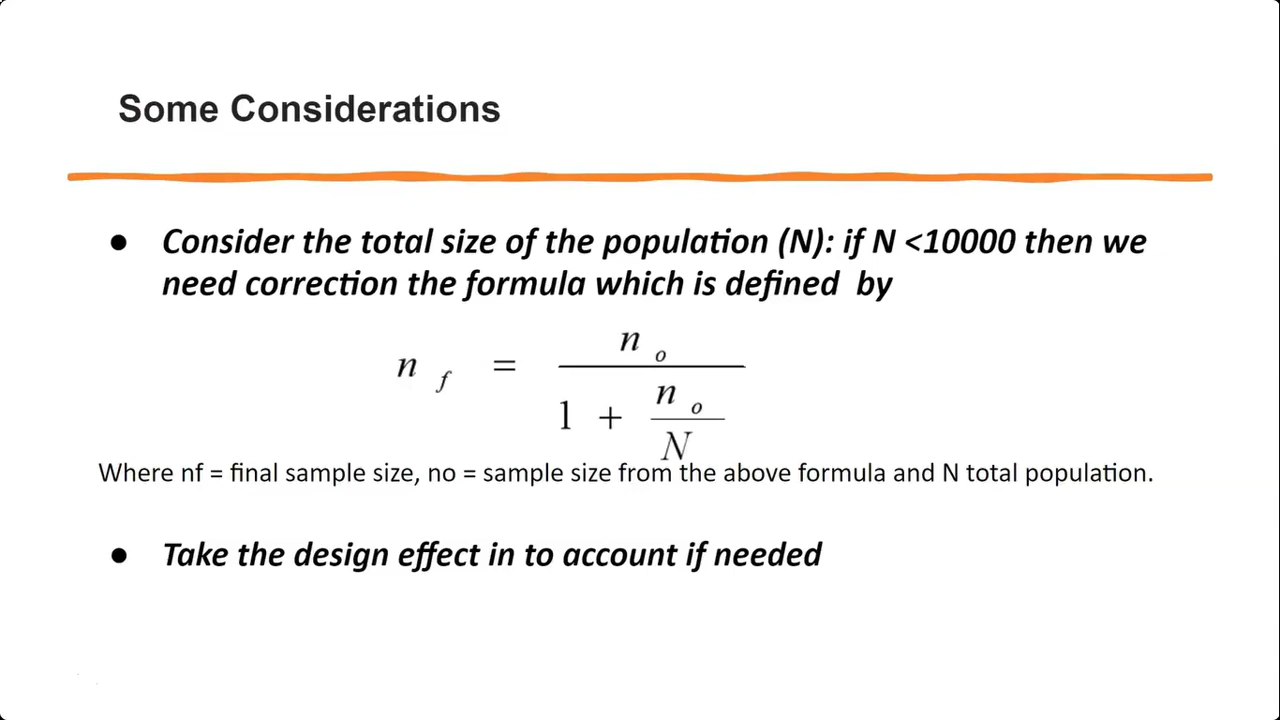 Some Considerations
● Consider the total size of the population (N): if N <10000 then we
need correction the formula which is defined by
n f = n o
1 + n o
N
Where nf = final sample size, no = sample size from the above formula and N total population.
● Take the design effect in to account if needed